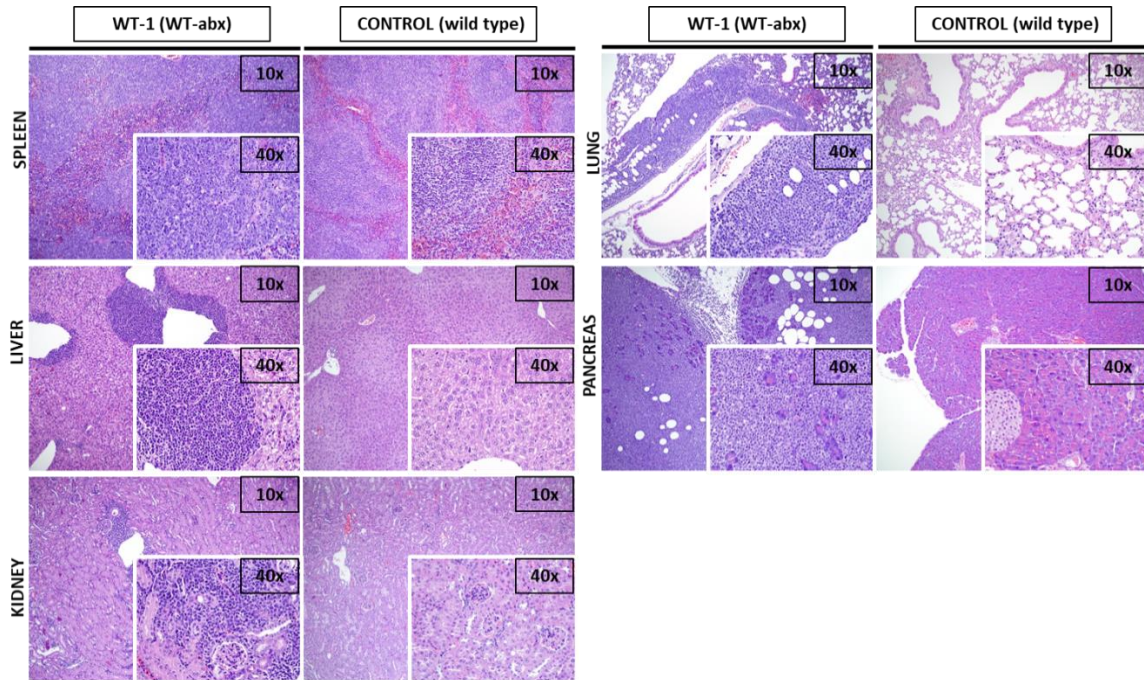 WT-1 (WT-abx)
CONTROL (wild type)
SPLEEN
10x
40x
10x
40x
LIVER
10x
40x
10x
40x
KIDNEY
10x
40x
10x
40x
WT-1 (WT-abx)
CONTROL (wild type)
LUNG
10x
40x
10x
40x
PANCREAS
10x
40x
10x
40x